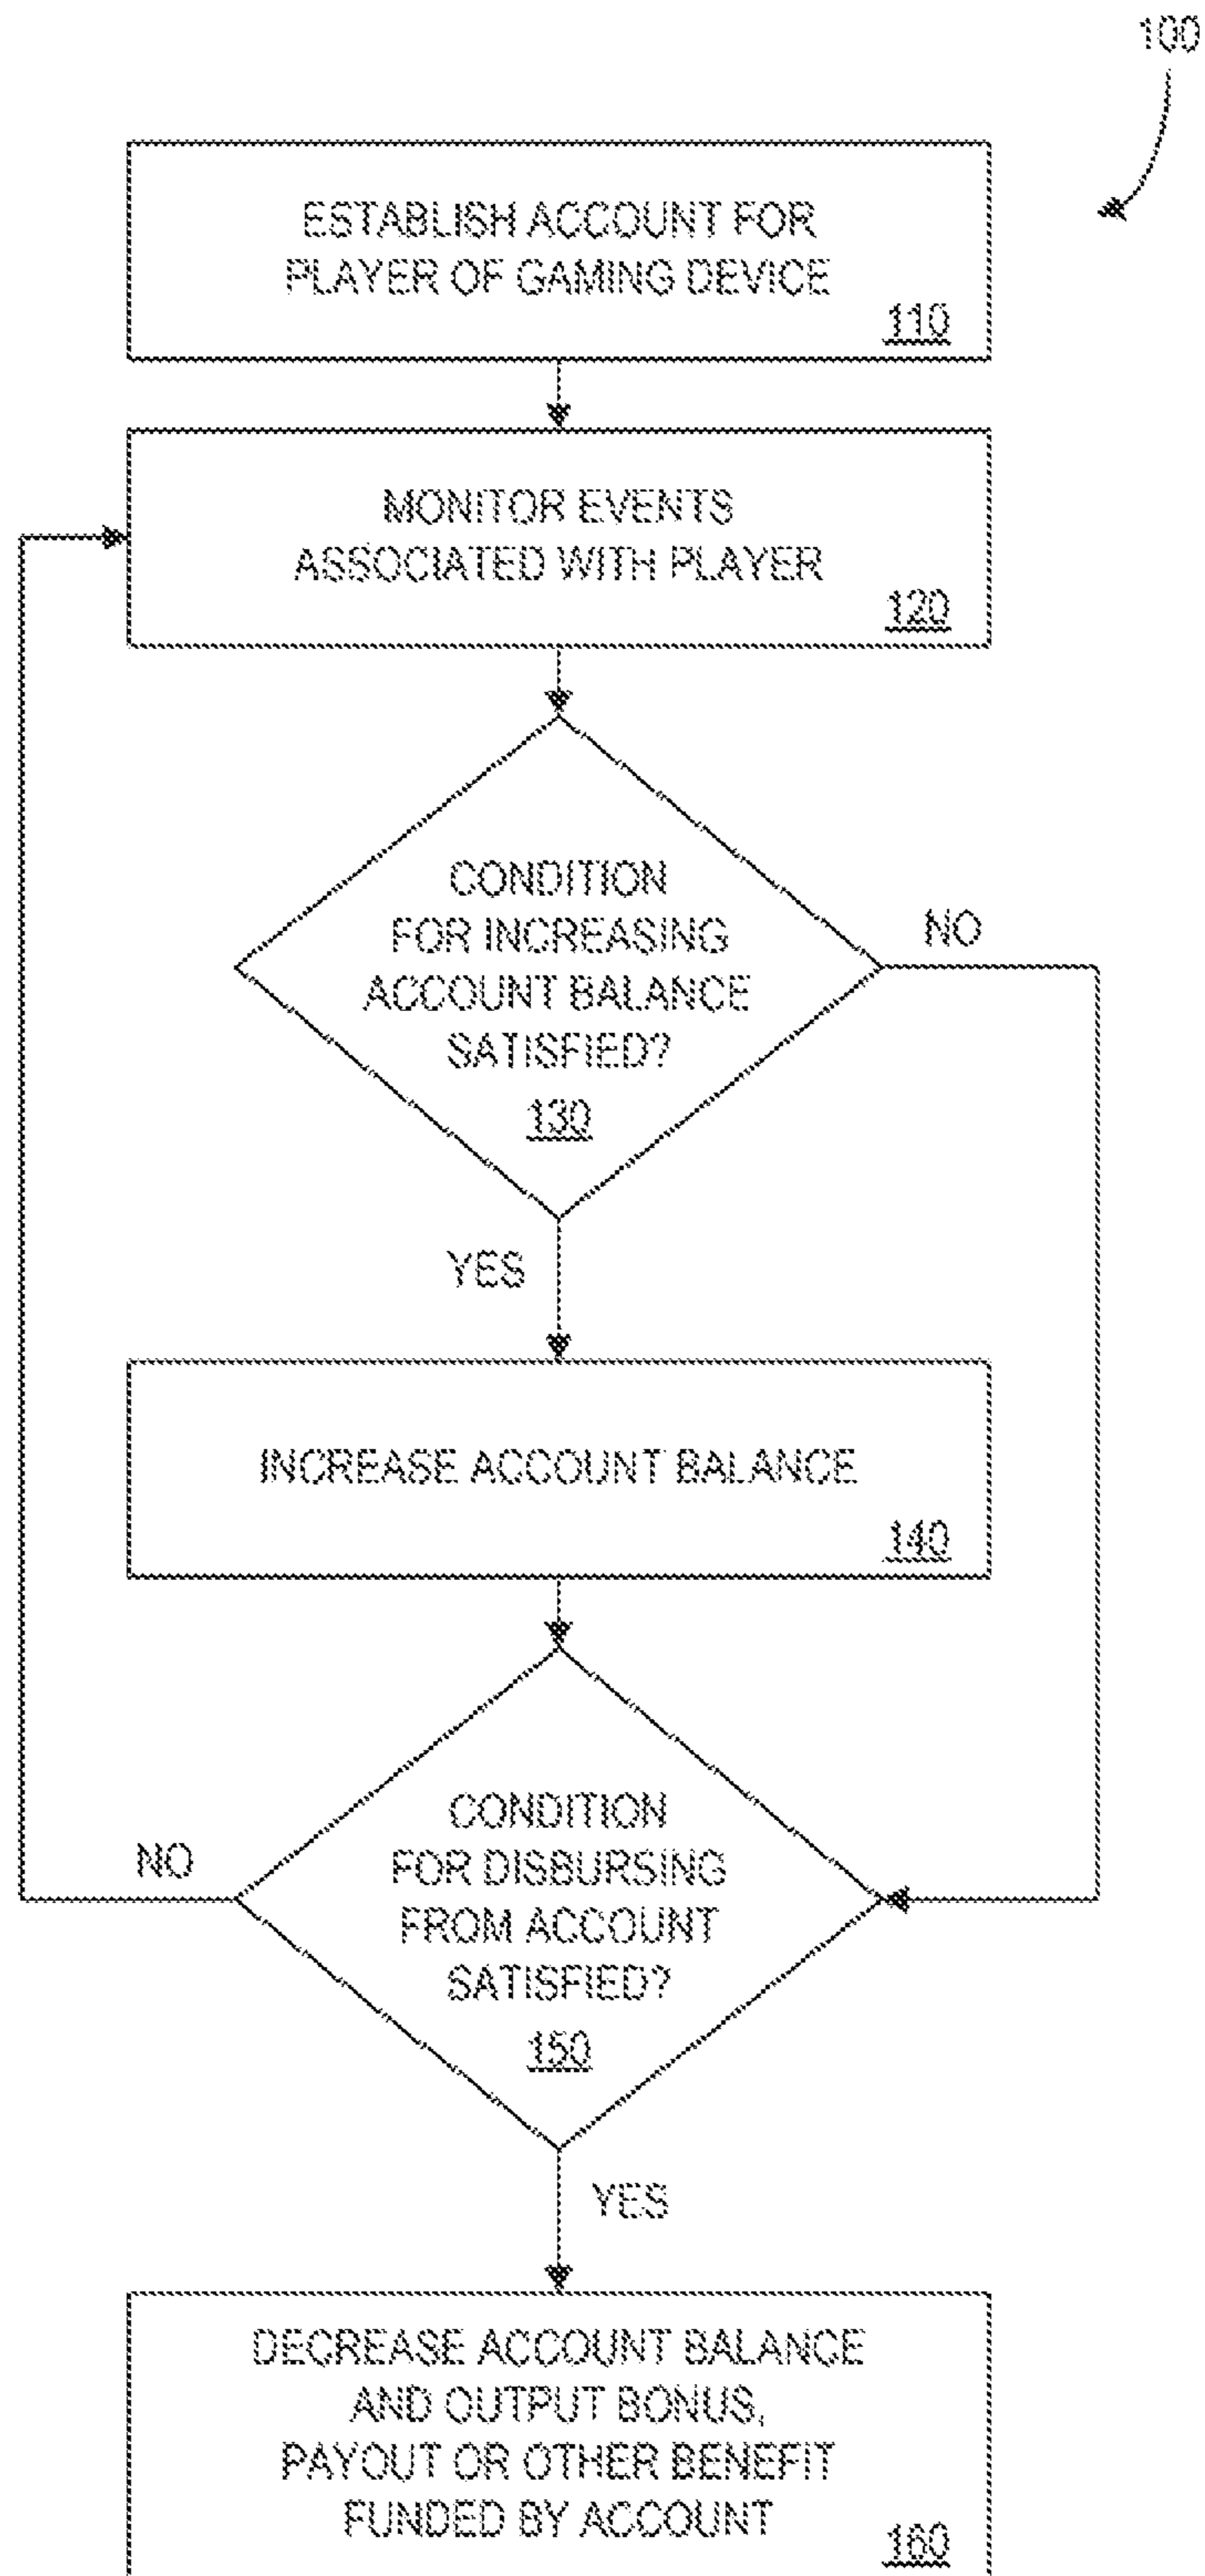 100
ESTABLISH ACCOUNT FOR
PLAYER OF GAMING DEVICE
110
MONITOR EVENTS
ASSOCIATED WITH PLAYER
120
CONDITION
FOR INCREASING
ACCOUNT BALANCE
SATISFIED?
130
NO
YES
INCREASE ACCOUNT BALANCE
140
CONDITION
FOR DISBURSING
FROM ACCOUNT
SATISFIED?
150
NO
YES
DECREASE ACCOUNT BALANCE
AND OUTPUT BONUS,
PAYOUT OR OTHER BENEFIT
FUNDED BY ACCOUNT
160